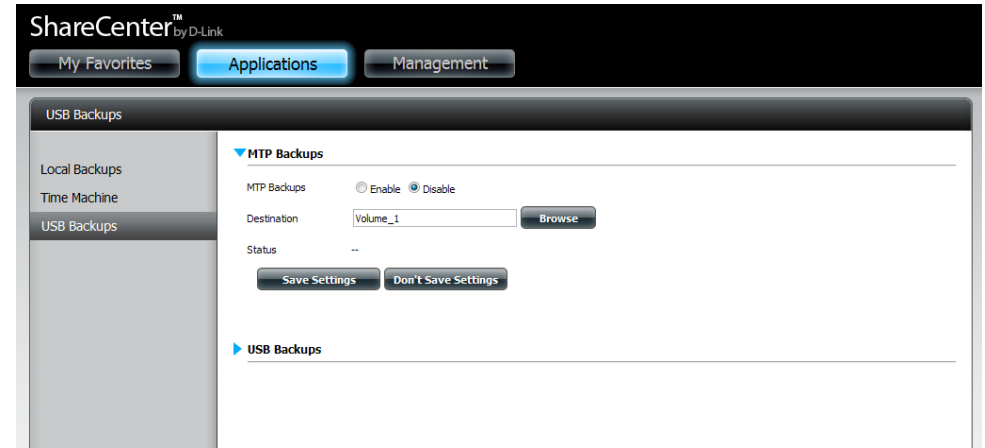 ShareCenter™ by D-Link
My Favorites Applications Management
USB Backups
Local Backups
Time Machine
USB Backups
MTP Backups
MTP Backups Enable Disable
Destination Volume_1 Browse
Status --
Save Settings Don't Save Settings
USB Backups